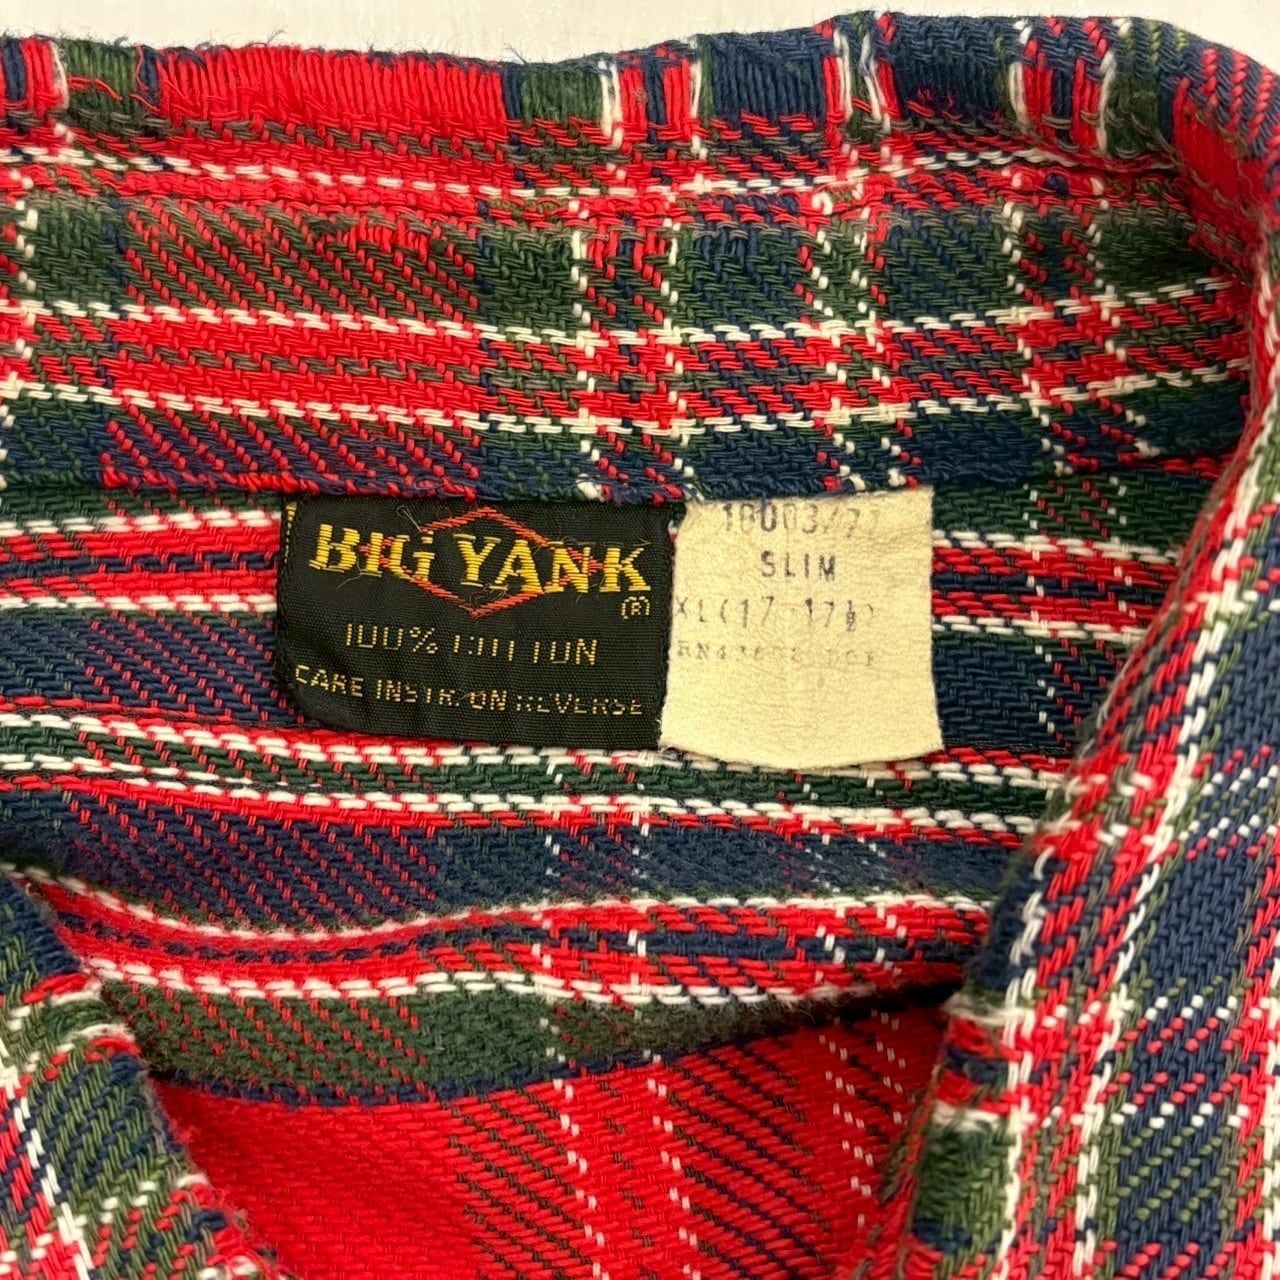 BIG YANK
®
100% COTTON
CARE INSTR/ON REVERSE
SLIM
XL(17 17½)